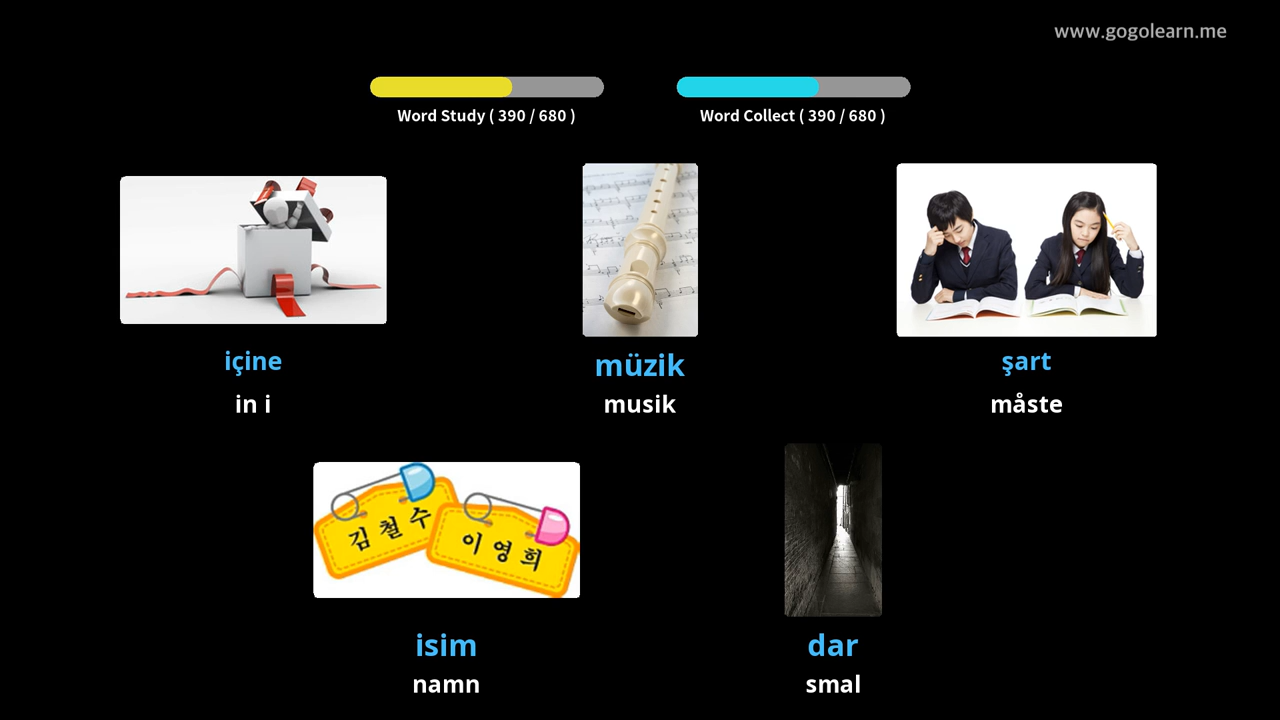 www.gogolearn.me
Word Study ( 390 / 680 )
Word Collect ( 390 / 680 )
içine
in i
müzik
musik
şart
måste
김철수
이영희
isim
namn
dar
smal